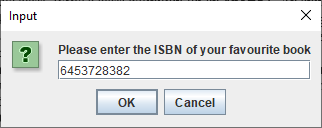 Input
Please enter the ISBN of your favourite book
6453728382
OK
Cancel